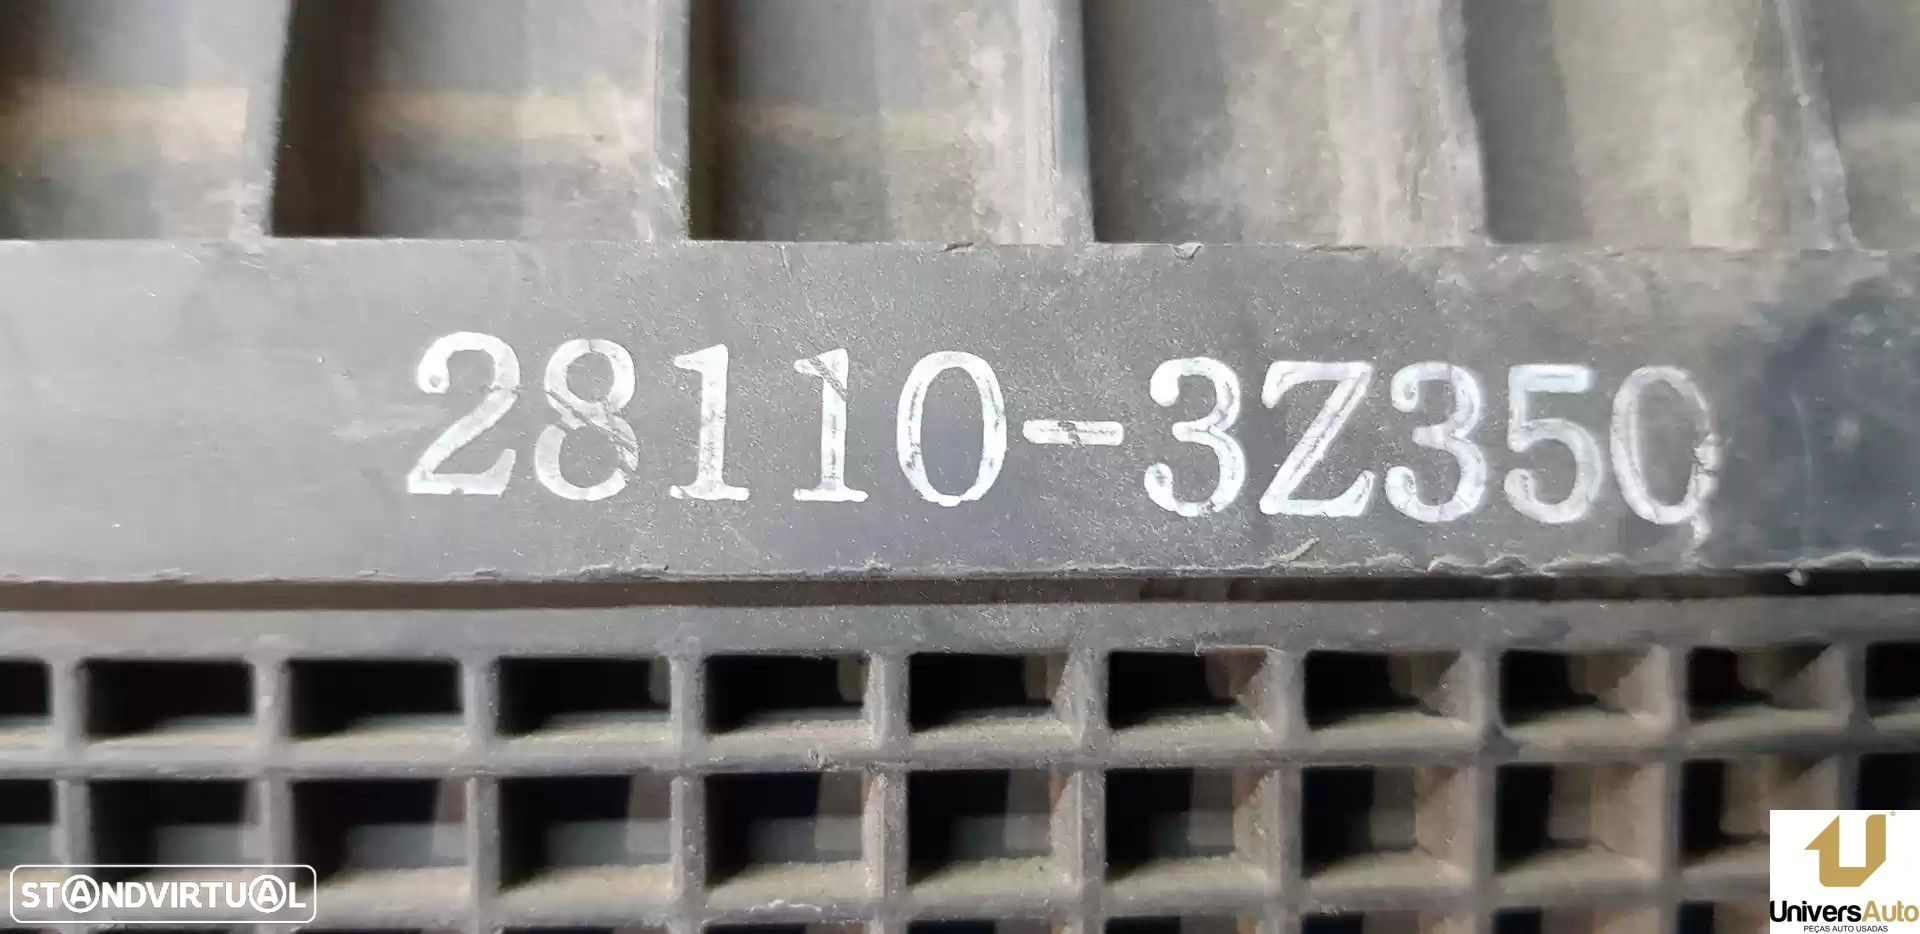 28110-3Z350
STANDVIRTUAL
UniversAuto
PEÇAS AUTO USADAS